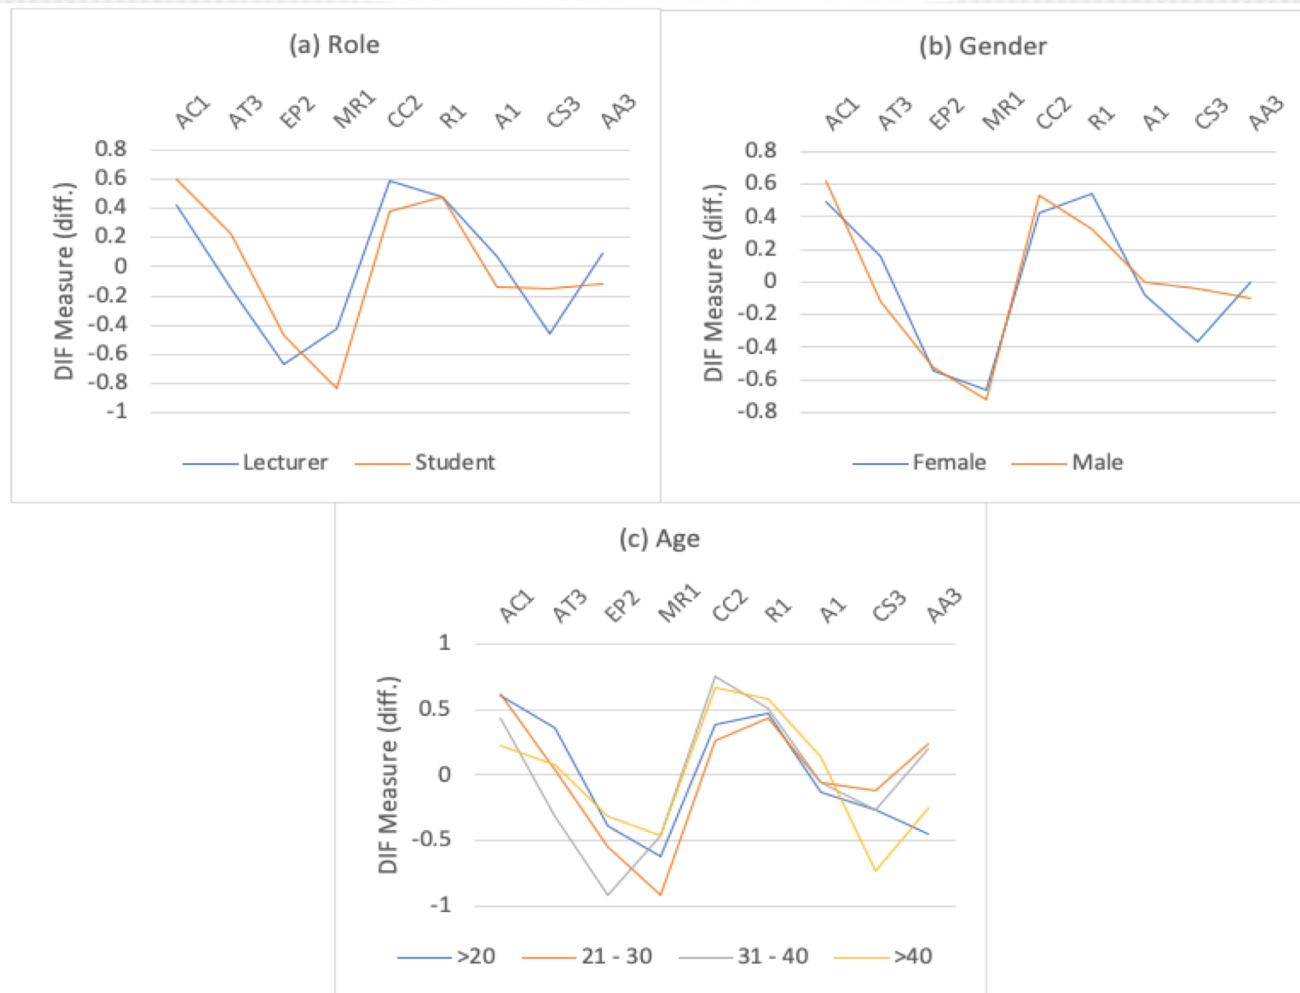 (a) Role
AC1 AT3 EP2 MR1 CC2 R1 A1 CS3 AA3
0.8
0.6
0.4
0.2
0
-0.2
-0.4
-0.6
-0.8
-1
DIF Measure (diff.)
Lecturer Student
(b) Gender
AC1 AT3 EP2 MR1 CC2 R1 A1 CS3 AA3
0.8
0.6
0.4
0.2
0
-0.2
-0.4
-0.6
-0.8
DIF Measure (diff.)
Female Male
(c) Age
AC1 AT3 EP2 MR1 CC2 R1 A1 CS3 AA3
1
0.5
0
-0.5
-1
DIF Measure (diff.)
>20 21 - 30 31 - 40 >40